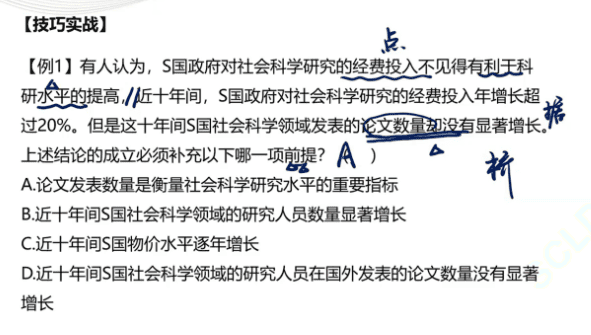 【技巧实战】
点
【例1】有人认为，S国政府对社会科学研究的经费投入不见得有利于科
研水平的提高，近十年间，S国政府对社会科学研究的经费投入年增长超
过20%。但是这十年间S国社会科学领域发表的论文数量却没有显著增长。
据
上述结论的成立必须补充以下哪一项前提？ A ）
桥
A.论文发表数量是衡量社会科学研究水平的重要指标
B.近十年间S国社会科学领域的研究人员数量显著增长
C.近十年间S国物价水平逐年增长
D.近十年间S国社会科学领域的研究人员在国外发表的论文数量没有显著
增长